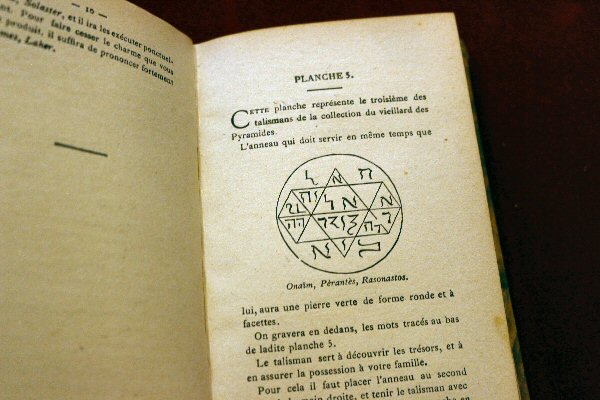 — 10 —
Solaster, et il ira les exécuter ponctuel-
Pour faire cesser le charme que vous
produit, il suffira de prononcer fortement
Laher.
PLANCHE 5.
CETTE planche représente le troisième des
talismans de la collection du vieillard des
Pyramides.
L'anneau qui doit servir en même temps que
Onaïm, Pérantès, Rasonastos.
lui, aura une pierre verte de forme ronde et à
facettes.
On gravera en dedans, les mots tracés au bas
de ladite planche 5.
Le talisman sert à découvrir les trésors, et à
en assurer la possession à votre famille.
Pour cela il faut placer l'anneau au second
main droite, et tenir le talisman avec